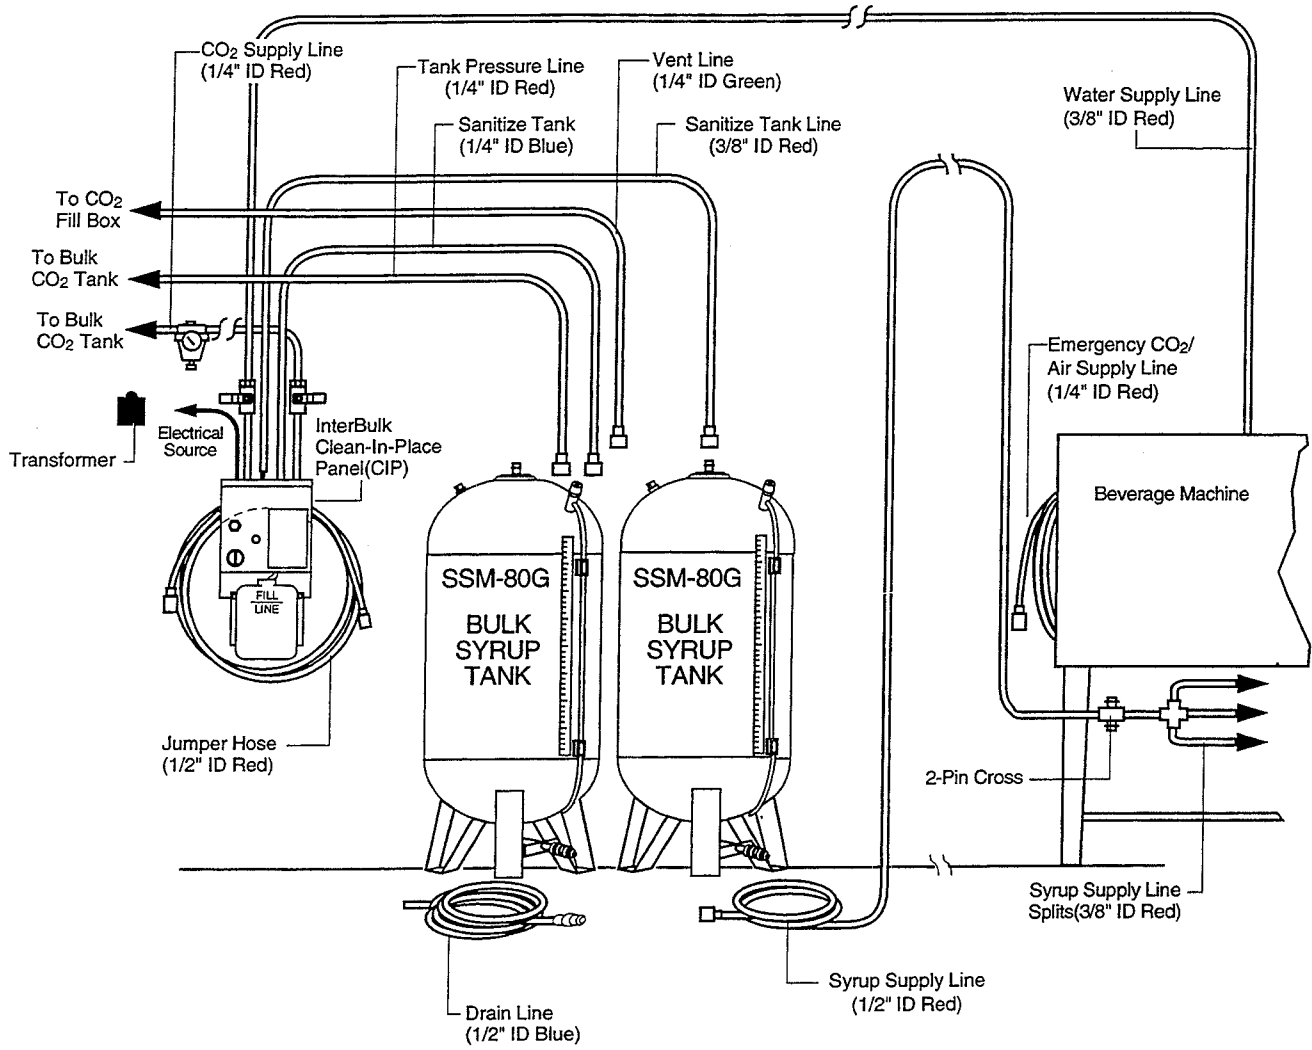 CO2 Supply Line
(1/4" ID Red)
Tank Pressure Line
(1/4" ID Red)
Vent Line
(1/4" ID Green)
Water Supply Line
(3/8" ID Red)
Sanitize Tank
(1/4" ID Blue)
Sanitize Tank Line
(3/8" ID Red)
To CO2
Fill Box
To Bulk
CO2 Tank
To Bulk
CO2 Tank
Emergency CO2/
Air Supply Line
(1/4" ID Red)
Electrical
Source
InterBulk
Clean-In-Place
Panel(CIP)
Transformer
Beverage Machine
FILL
LINE
SSM-80G
BULK
SYRUP
TANK
SSM-80G
BULK
SYRUP
TANK
Jumper Hose
(1/2" ID Red)
2-Pin Cross
Syrup Supply Line
Splits(3/8" ID Red)
Syrup Supply Line
(1/2" ID Red)
Drain Line
(1/2" ID Blue)